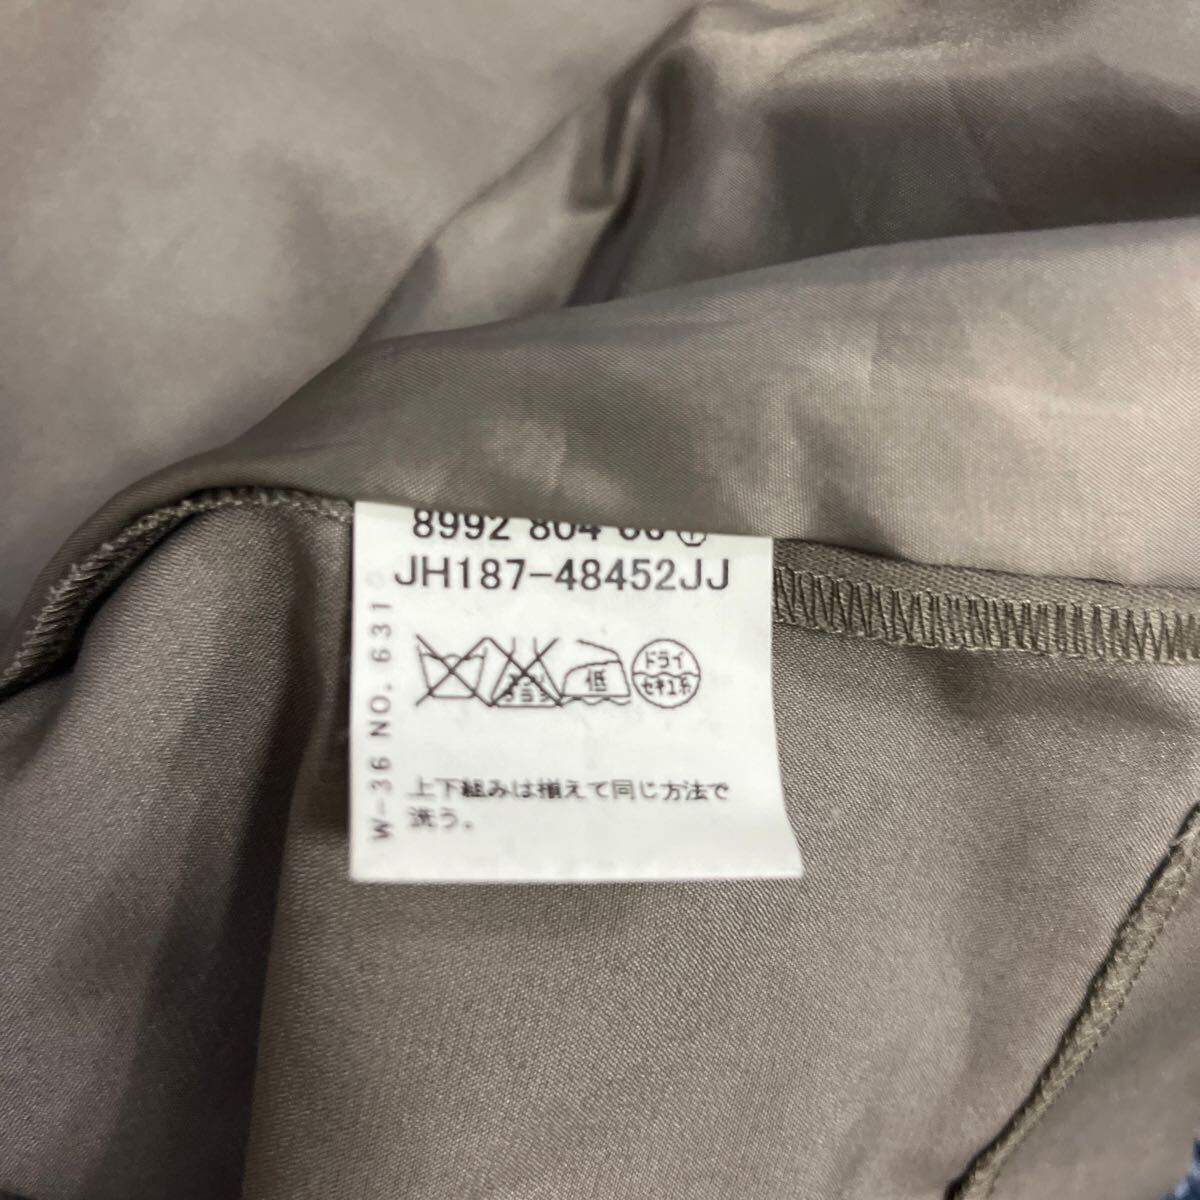 8992 804
JH187-48452JJ
W-36 NO. 631
低
ドライ
セキユ系
上下組みは揃えて同じ方法で
洗う。